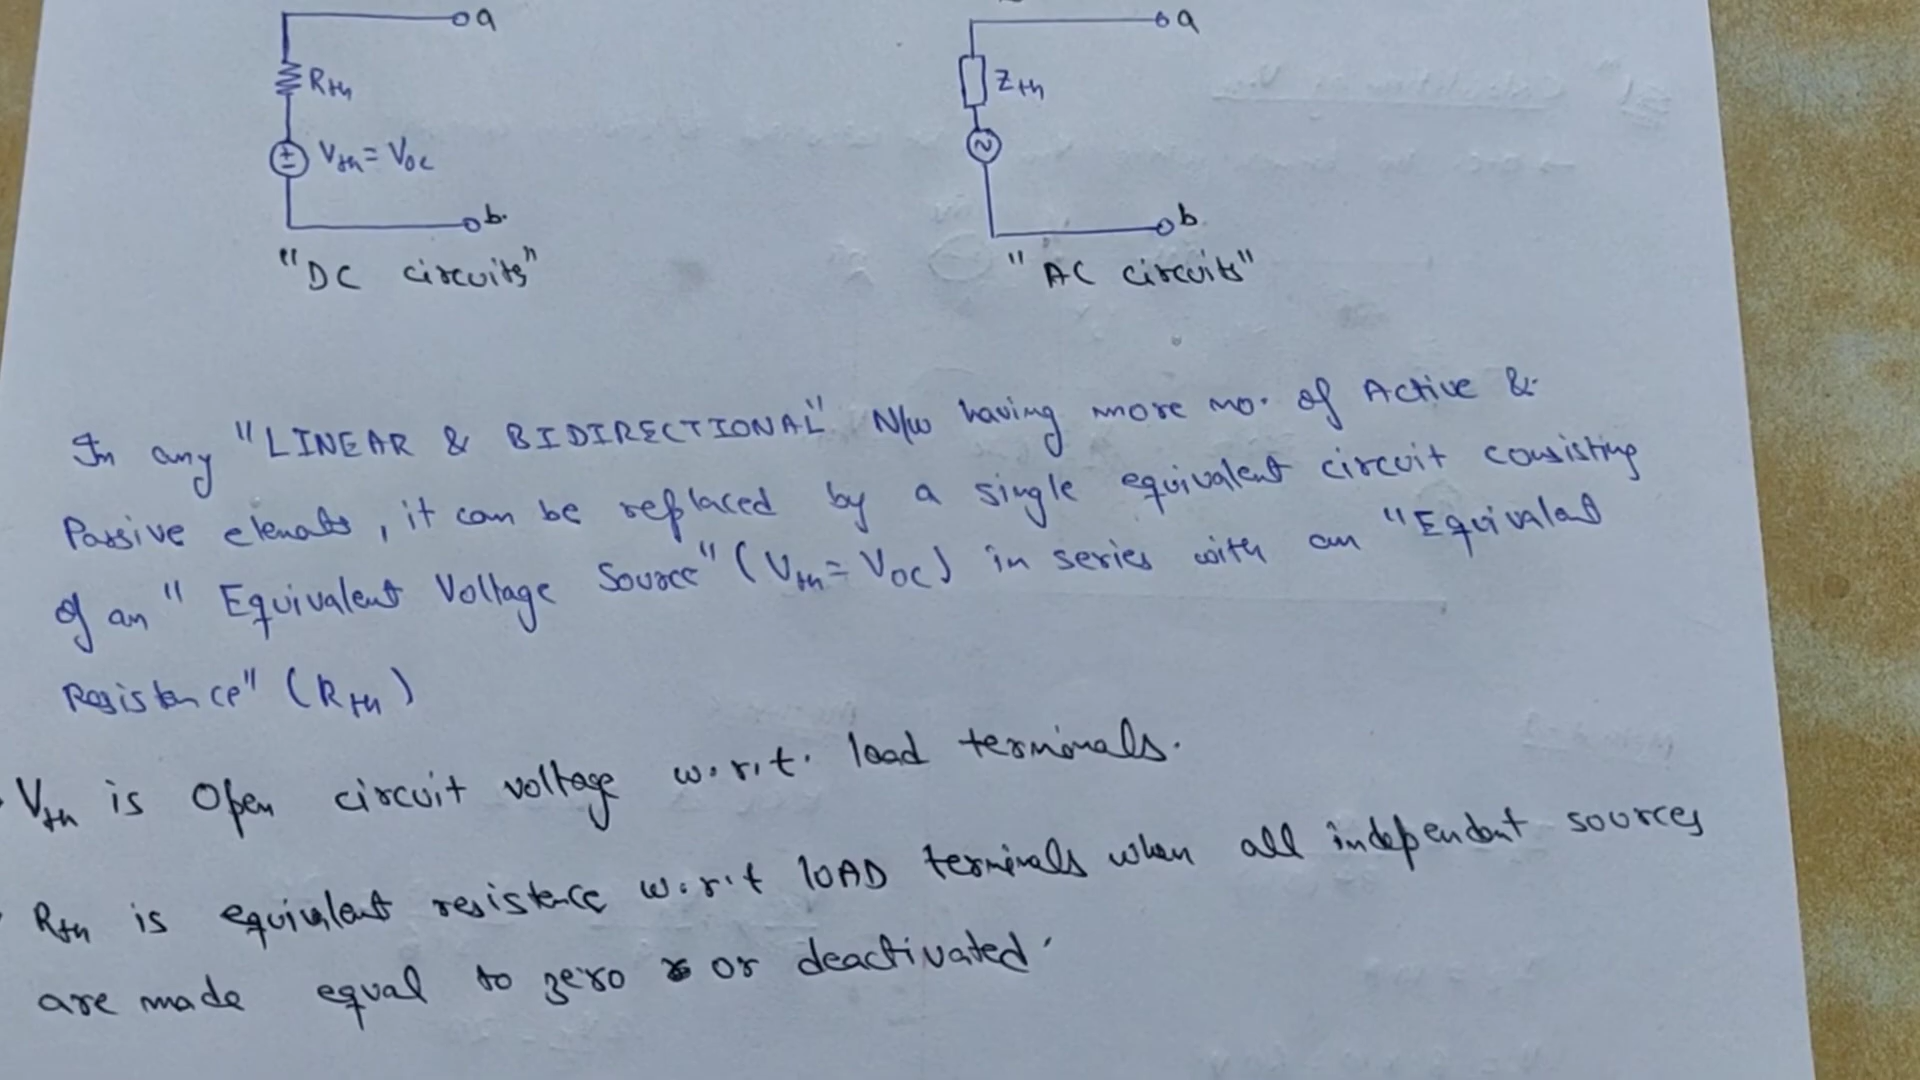 a a
Rth Zth
Vth = Voc
b. b
"DC circuits" "AC circuits"
In any "LINEAR & BIDIRECTIONAL" N/w having more no. of Active &
Passive elemats, it can be replaced by a single equivalent circuit consisting
of an "Equivalent Voltage Source" (Vth = Voc) in series with an "Equivalent
Resistance" (Rth)
Vth is open circuit voltage w.r.t. load terminals.
Rth is equivalent resistance w.r.t LOAD terminals when all independent sources
are made equal to zero or deactivated.